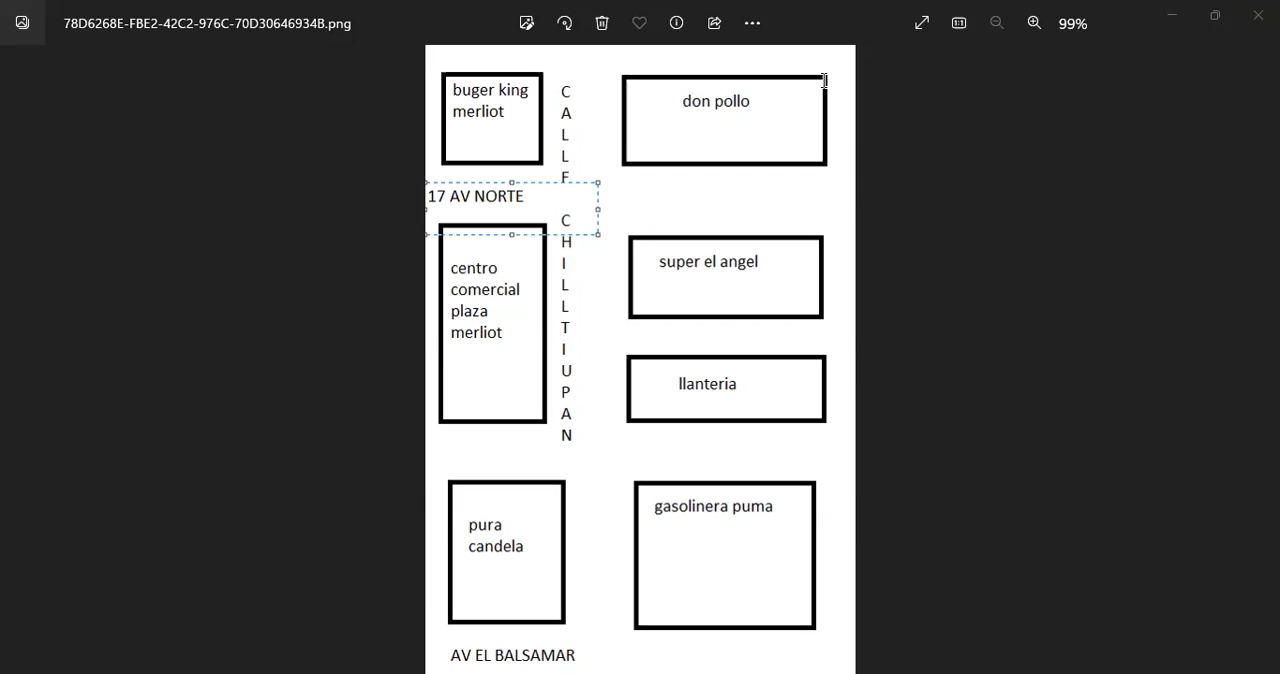 78D6268E-FBE2-42C2-976C-70D30646934B.png
99%
buger king
merliot
C
A
L
L
E
don pollo
17 AV NORTE
C
H
I
L
L
T
I
U
P
A
N
centro
comercial
plaza
merliot
super el angel
llanteria
pura
candela
gasolinera puma
AV EL BALSAMAR